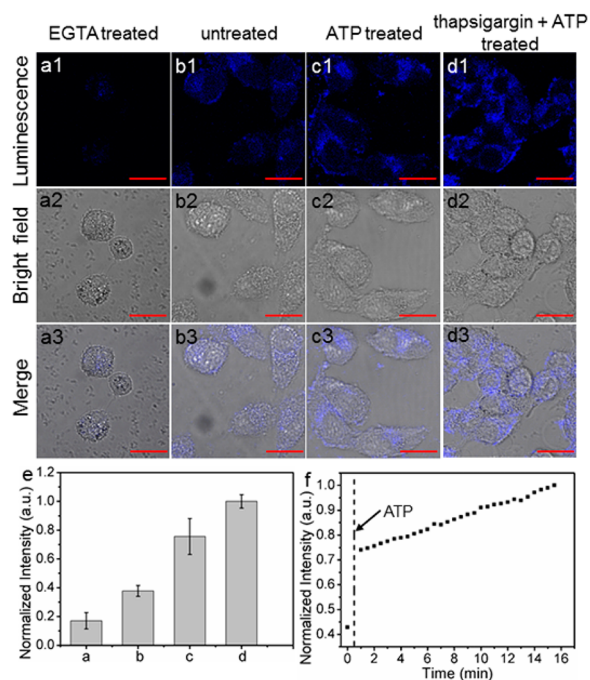 EGTA treated
untreated
ATP treated
thapsigargin + ATP
treated
Luminescence
a1
b1
c1
d1
Bright field
a2
b2
c2
d2
Merge
a3
b3
c3
d3
e
Normalized Intensity (a.u.)
1.2
1.0
0.8
0.6
0.4
0.2
0.0
a
b
c
d
f
Normalized Intensity (a.u.)
1.0
0.9
0.8
0.7
0.6
0.5
0.4
ATP
0 2 4 6 8 10 12 14 16
Time (min)